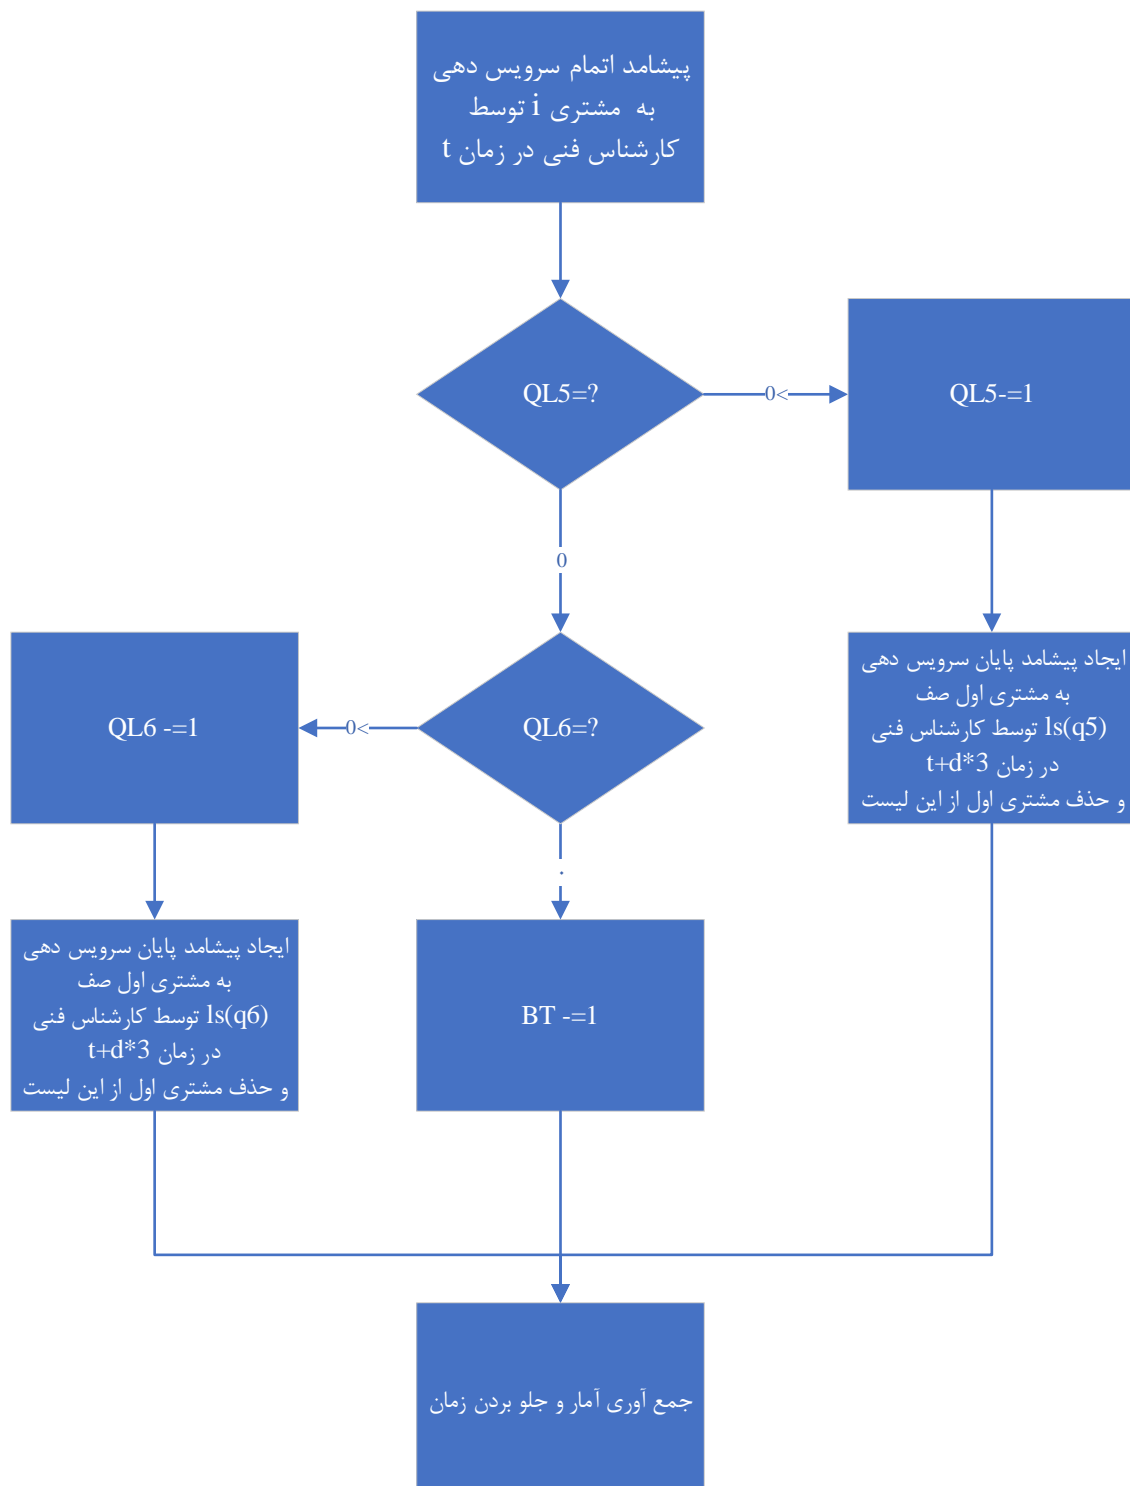 پیشامد اتمام سرویس دهی
به مشتری i توسط
کارشناس فنی در زمان t
QL5=?
0<
QL5-=1
0
ایجاد پیشامد پایان سرویس دهی
به مشتری اول صف
ls(q5) توسط کارشناس فنی
در زمان t+d*3
و حذف مشتری اول از این لیست
QL6=?
0<
QL6 -=1
.
ایجاد پیشامد پایان سرویس دهی
به مشتری اول صف
ls(q6) توسط کارشناس فنی
در زمان t+d*3
و حذف مشتری اول از این لیست
BT -=1
جمع آوری آمار و جلو بردن زمان